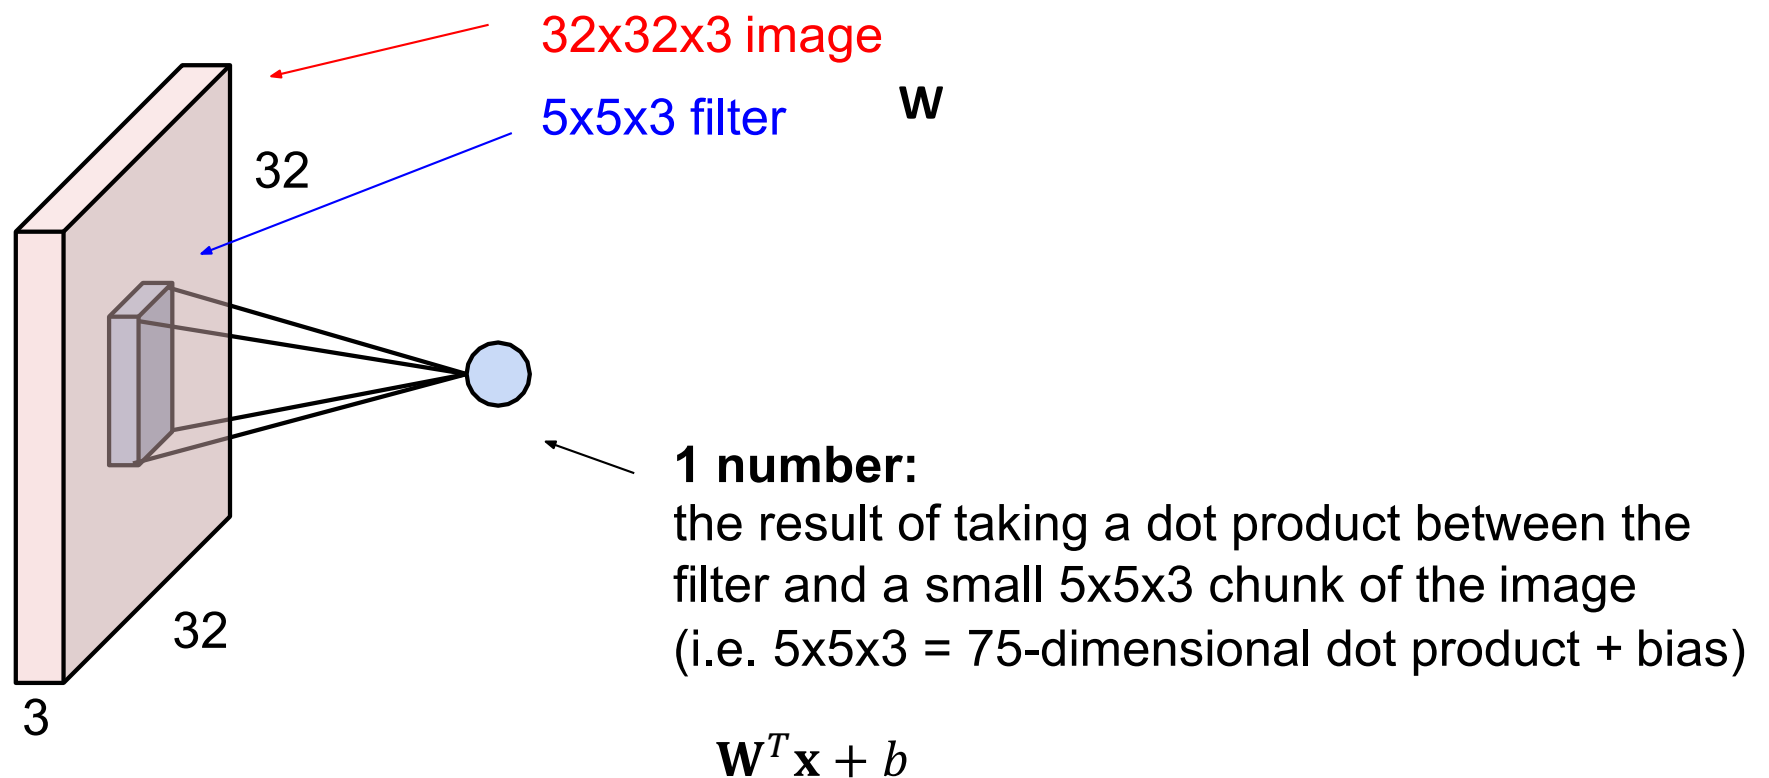 32x32x3 image
5x5x3 filter
W
32
32
3
1 number:
the result of taking a dot product between the
filter and a small 5x5x3 chunk of the image
(i.e. 5x5x3 = 75-dimensional dot product + bias)
𝐖ᵀ𝐱 + 𝑏